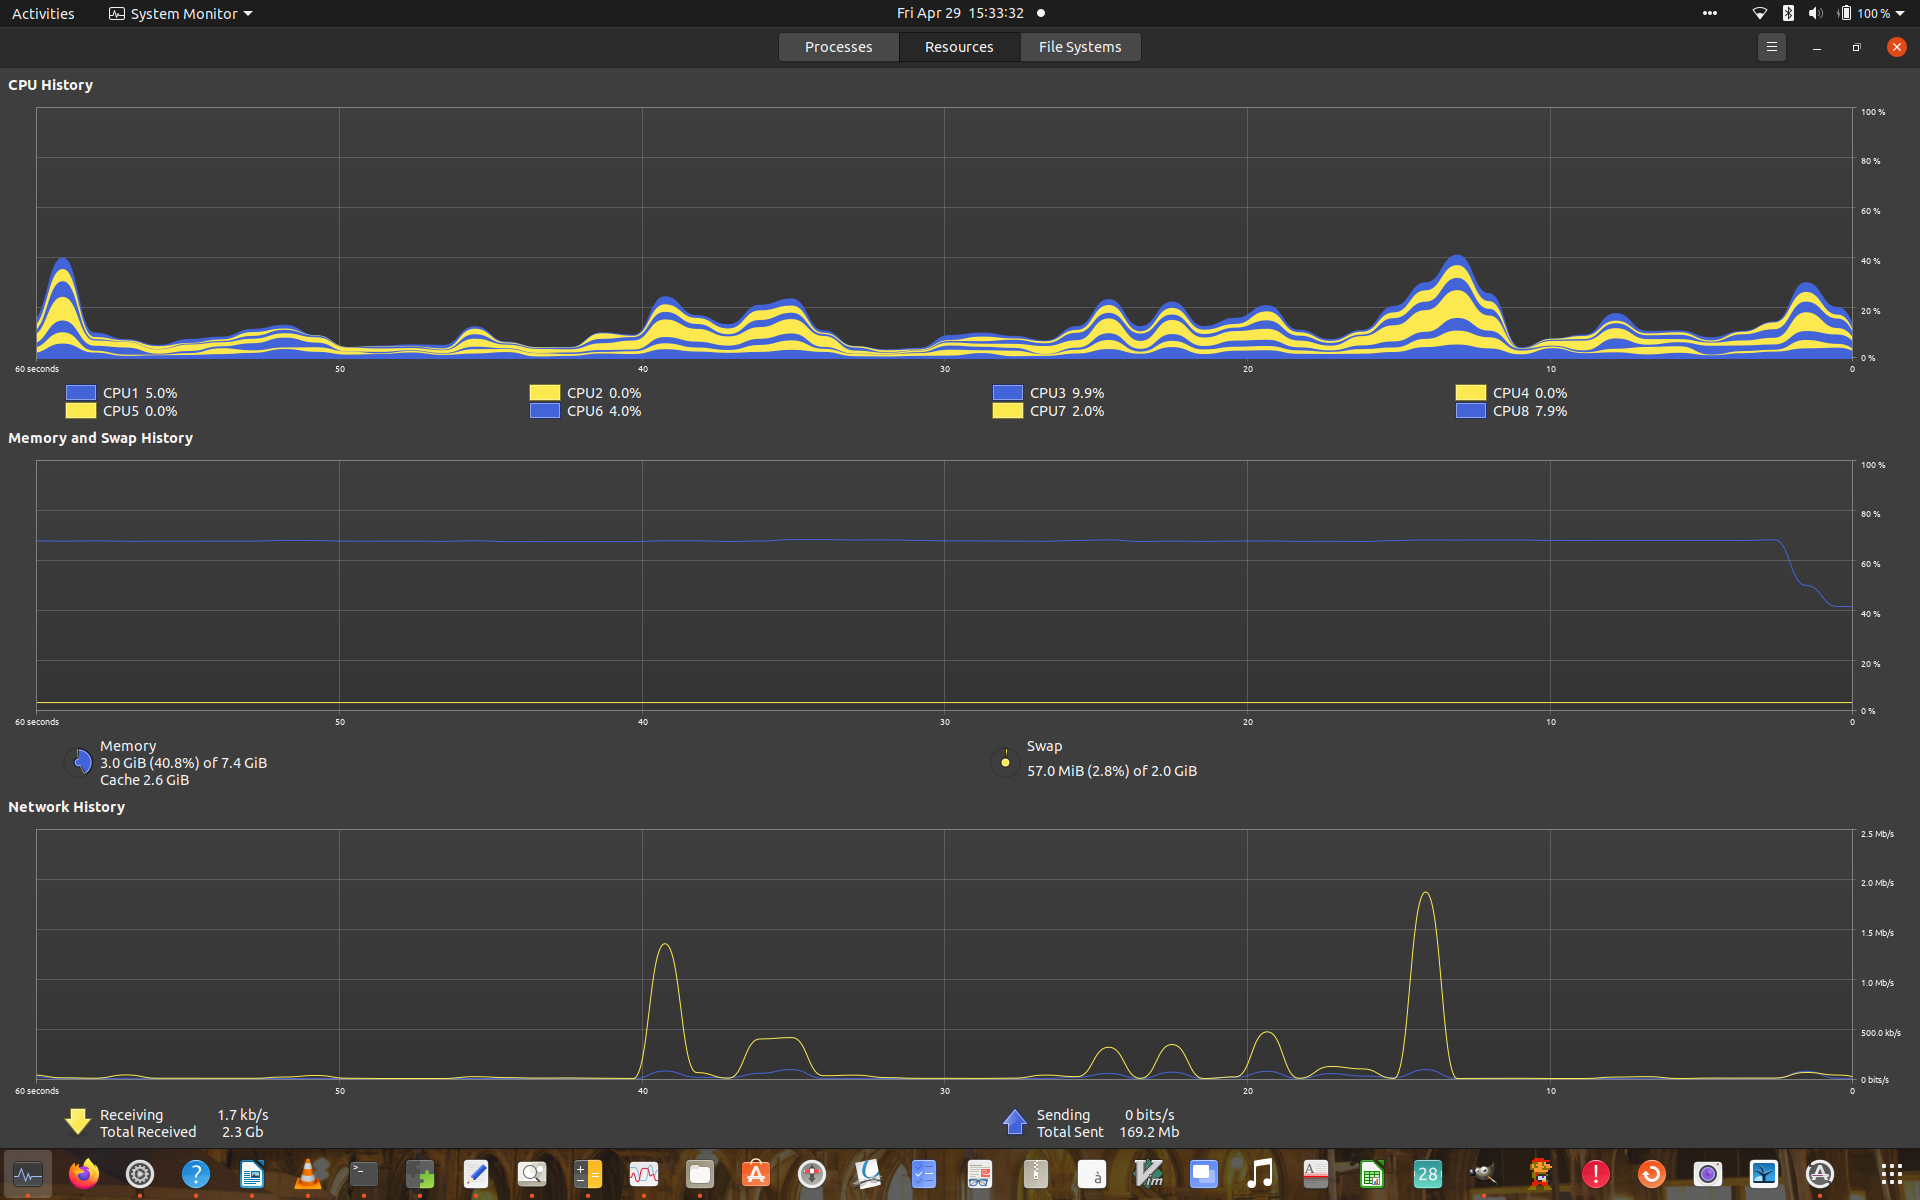 Activities
System Monitor
Fri Apr 29 15:33:32
100 %
Processes
Resources
File Systems
CPU History
100 %
80 %
60 %
40 %
20 %
0 %
60 seconds
50
40
30
20
10
0
CPU1 5.0%
CPU2 0.0%
CPU3 9.9%
CPU4 0.0%
CPU5 0.0%
CPU6 4.0%
CPU7 2.0%
CPU8 7.9%
Memory and Swap History
100 %
80 %
60 %
40 %
20 %
0 %
60 seconds
50
40
30
20
10
0
Memory
3.0 GiB (40.8%) of 7.4 GiB
Cache 2.6 GiB
Swap
57.0 MiB (2.8%) of 2.0 GiB
Network History
2.5 Mb/s
2.0 Mb/s
1.5 Mb/s
1.0 Mb/s
500.0 kb/s
0 bits/s
60 seconds
50
40
30
20
10
0
Receiving 1.7 kb/s
Total Received 2.3 Gb
Sending 0 bits/s
Total Sent 169.2 Mb
?
>_
à
Vim
A
28
!